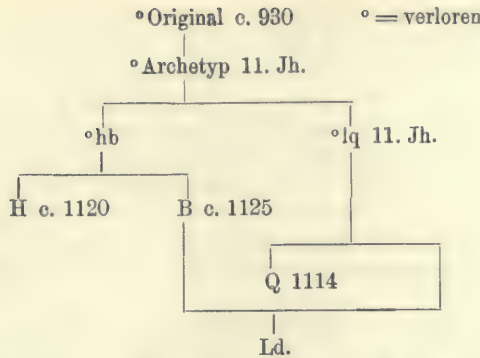 °Original c. 930 ° = verloren
°Archetyp 11. Jh.
°hb °lq 11. Jh.
H c. 1120 B c. 1125
Q 1114
Ld.